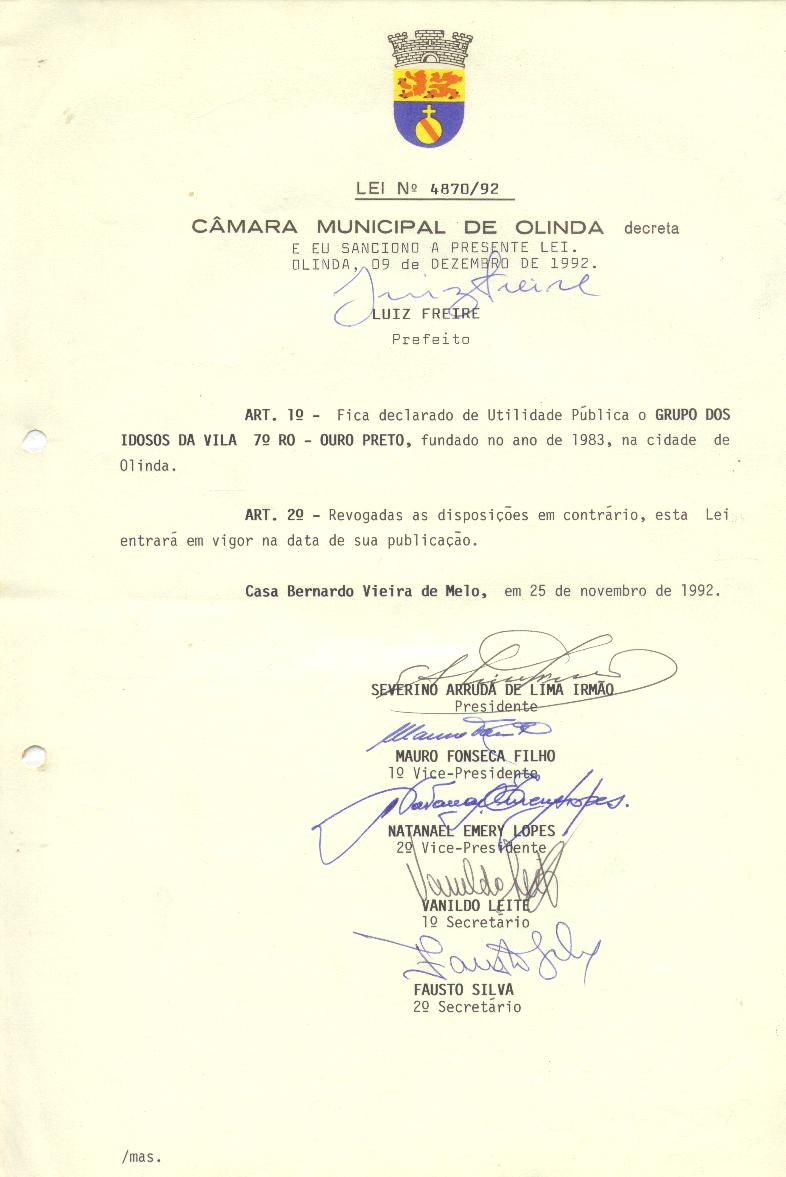 LEI Nº 4870/92
CÂMARA MUNICIPAL DE OLINDA decreta
E EU SANCIONO A PRESENTE LEI.
OLINDA, 09 de DEZEMBRO DE 1992.
Luiz Freire
LUIZ FREIRE
Prefeito
ART. 1º - Fica declarado de Utilidade Pública o GRUPO DOS
IDOSOS DA VILA 7º RO - OURO PRETO, fundado no ano de 1983, na cidade de
Olinda.
ART. 2º - Revogadas as disposições em contrário, esta Lei
entrará em vigor na data de sua publicação.
Casa Bernardo Vieira de Melo, em 25 de novembro de 1992.
SEVERINO ARRUDA DE LIMA IRMÃO
Presidente
MAURO FONSECA FILHO
1º Vice-Presidente
NATANAEL EMERY LOPES
2º Vice-Presidente
Vanildo Leite
VANILDO LEITE
1º Secretário
Fausto Silva
FAUSTO SILVA
2º Secretário
/mas.